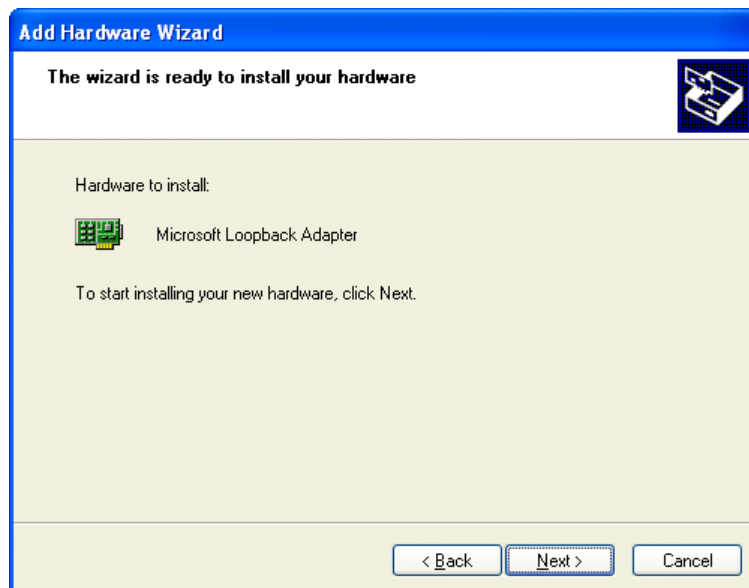 Add Hardware Wizard
The wizard is ready to install your hardware
Hardware to install:
Microsoft Loopback Adapter
To start installing your new hardware, click Next.
< Back Next > Cancel